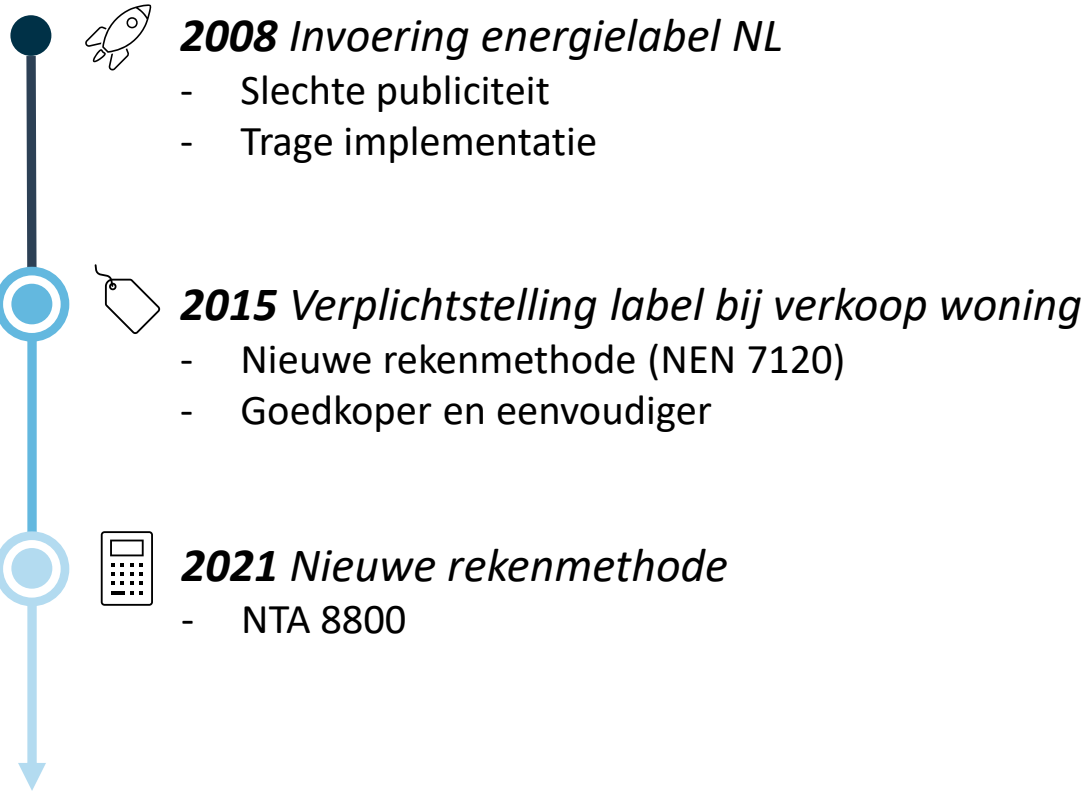 2008 Invoering energielabel NL
- Slechte publiciteit
- Trage implementatie
2015 Verplichtstelling label bij verkoop woning
- Nieuwe rekenmethode (NEN 7120)
- Goedkoper en eenvoudiger
2021 Nieuwe rekenmethode
- NTA 8800